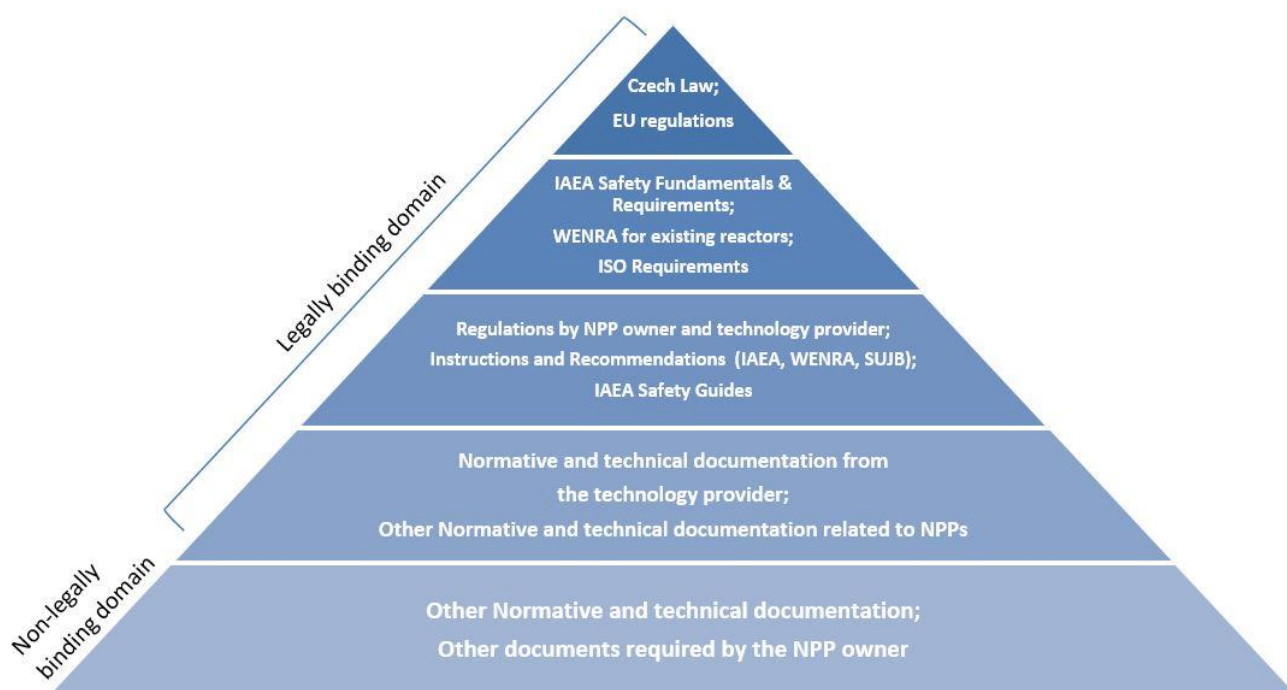 Czech Law;
EU regulations
IAEA Safety Fundamentals &
Requirements;
WENRA for existing reactors;
ISO Requirements
Regulations by NPP owner and technology provider;
Instructions and Recommendations (IAEA, WENRA, SUJB);
IAEA Safety Guides
Normative and technical documentation from
the technology provider;
Other Normative and technical documentation related to NPPs
Other Normative and technical documentation;
Other documents required by the NPP owner
Legally binding domain
Non-legally
binding domain